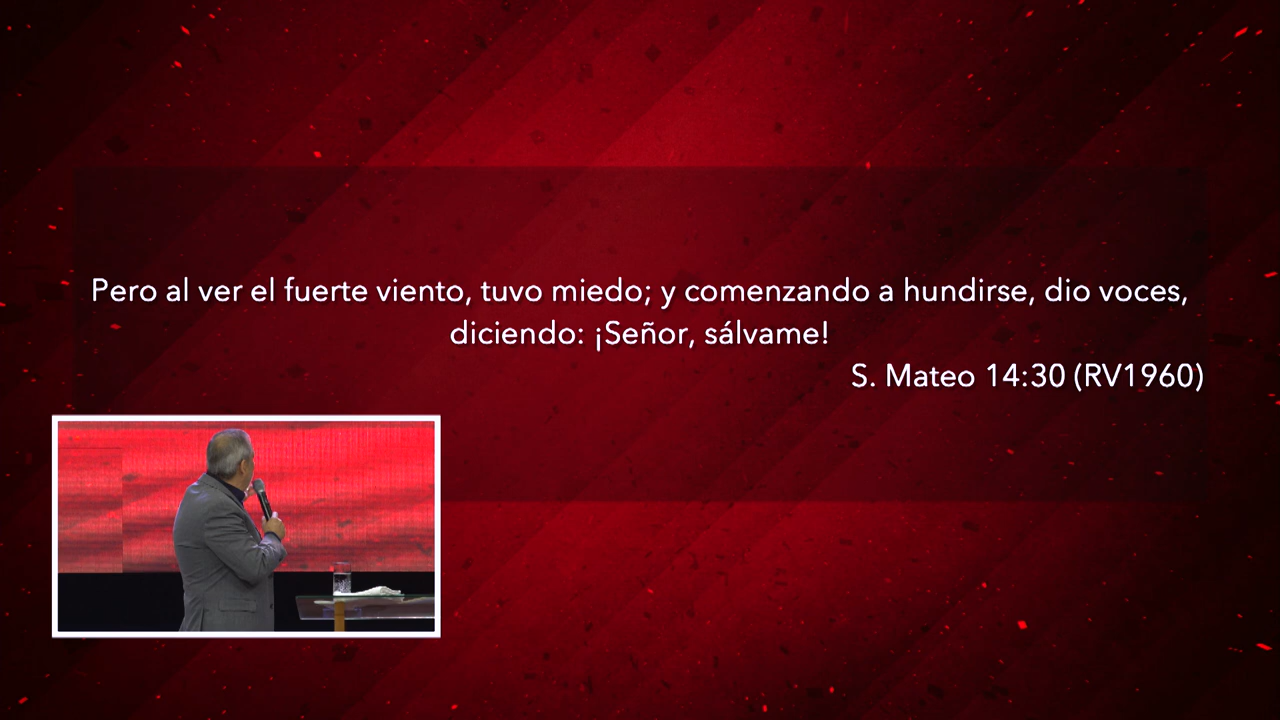 Pero al ver el fuerte viento, tuvo miedo; y comenzando a hundirse, dio voces,
diciendo: ¡Señor, sálvame!
S. Mateo 14:30 (RV1960)